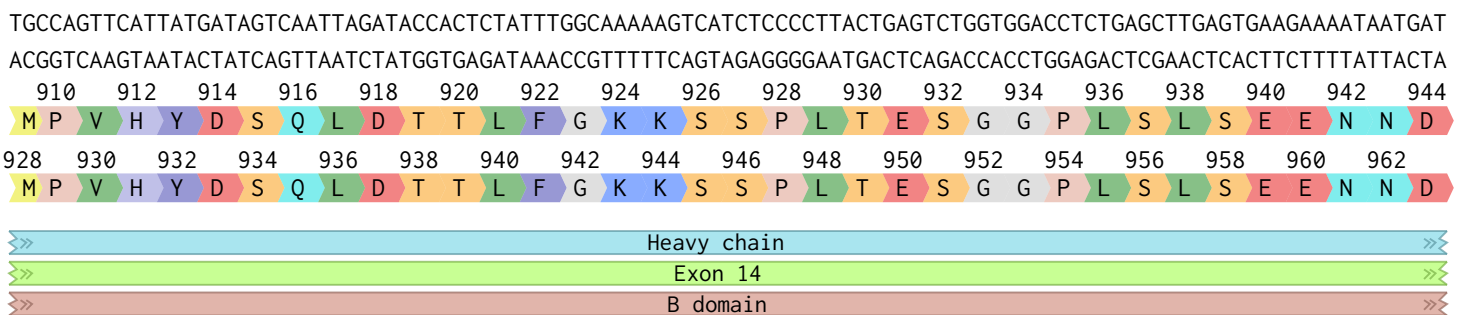 TGCCAGTTCATTATGATAGTCAATTAGATACCACTCTATTTGGCAAAAAGTCATCTCCCCTTACTGAGTCTGGTGGACCTCTGAGCTTGAGTGAAGAAAATAATGAT
ACGGTCAAGTAATACTATCAGTTAATCTATGGTGAGATAAACCGTTTTTCAGTAGAGGGGAATGACTCAGACCACCTGGAGACTCGAACTCACTTCTTTTATTACTA
910 912 914 916 918 920 922 924 926 928 930 932 934 936 938 940 942 944
M P V H Y D S Q L D T T L F G K K S S P L T E S G G P L S L S E E N N D
928 930 932 934 936 938 940 942 944 946 948 950 952 954 956 958 960 962
M P V H Y D S Q L D T T L F G K K S S P L T E S G G P L S L S E E N N D
Heavy chain
Exon 14
B domain